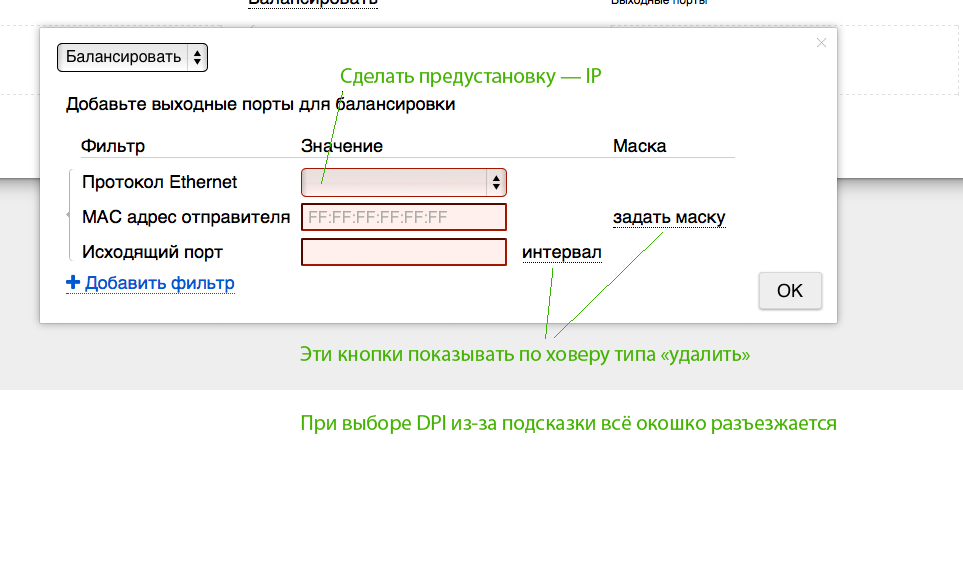 Балансировать
Выходные порты
×
Балансировать
Сделать предустановку — IP
Добавьте выходные порты для балансировки
Фильтр Значение Маска
Протокол Ethernet
MAC адрес отправителя FF:FF:FF:FF:FF:FF задать маску
Исходящий порт интервал
+ Добавить фильтр
OK
Эти кнопки показывать по ховеру типа «удалить»
При выборе DPI из-за подсказки всё окошко разъезжается